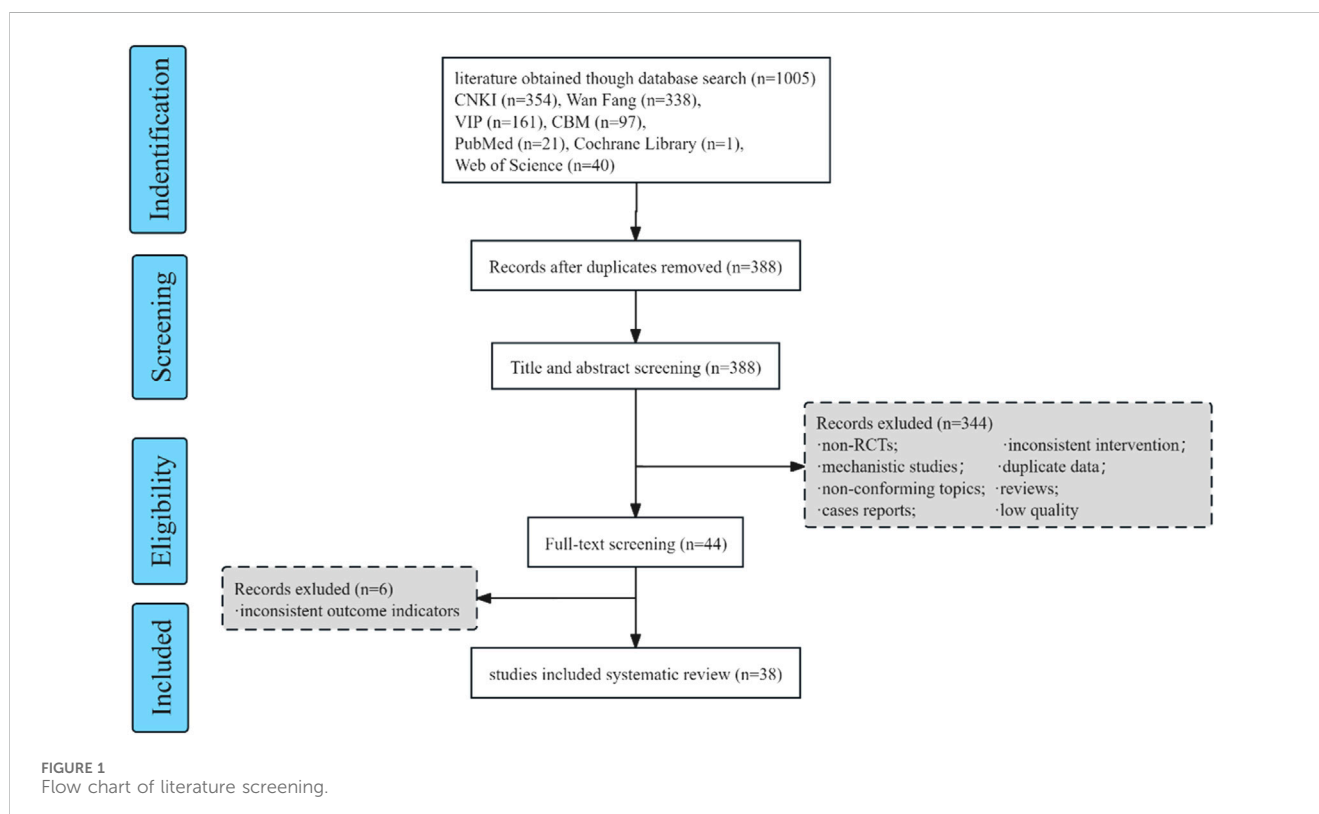 Indentification
literature obtained though database search (n=1005)
CNKI (n=354), Wan Fang (n=338),
VIP (n=161), CBM (n=97),
PubMed (n=21), Cochrane Library (n=1),
Web of Science (n=40)
Screening
Records after duplicates removed (n=388)
Title and abstract screening (n=388)
Records exluded (n=344)
·non-RCTs; ·inconsistent intervention;
·mechanistic studies; ·duplicate data;
·non-conforming topics; ·reviews;
·cases reports; ·low quality
Eligibility
Full-text screening (n=44)
Records exluded (n=6)
·inconsistent outcome indicators
Included
studies included systematic review (n=38)
FIGURE 1
Flow chart of literature screening.